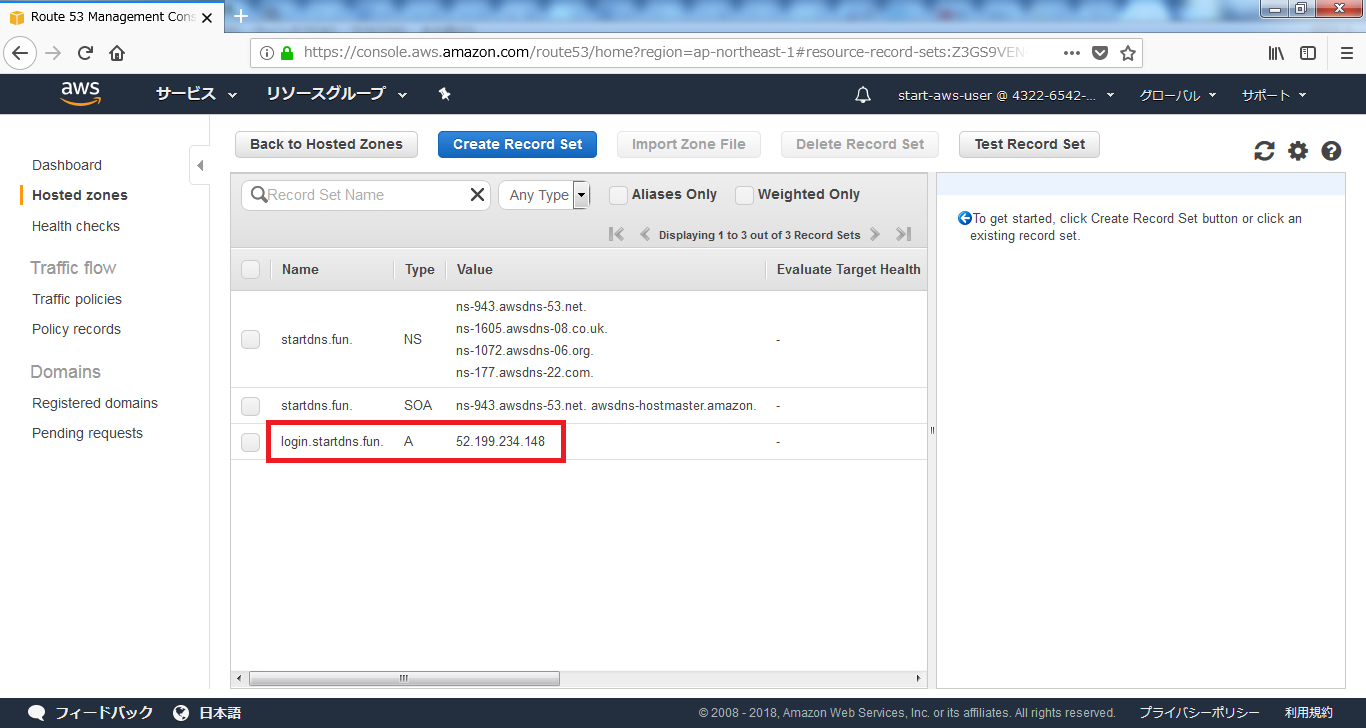 Route 53 Management Cons
https://console.aws.amazon.com/route53/home?region=ap-northeast-1#resource-record-sets:Z3GS9VEN
aws サービス リソースグループ start-aws-user @ 4322-6542-... グローバル サポート
Back to Hosted Zones Create Record Set Import Zone File Delete Record Set Test Record Set
Dashboard
Hosted zones
Health checks
Traffic flow
Traffic policies
Policy records
Domains
Registered domains
Pending requests
Record Set Name Any Type Aliases Only Weighted Only
Displaying 1 to 3 out of 3 Record Sets
Name Type Value Evaluate Target Health
ns-943.awsdns-53.net.
ns-1605.awsdns-08.co.uk.
startdns.fun. NS -
ns-1072.awsdns-06.org.
ns-177.awsdns-22.com.
startdns.fun. SOA ns-943.awsdns-53.net. awsdns-hostmaster.amazon. -
login.startdns.fun. A 52.199.234.148 -
To get started, click Create Record Set button or click an
existing record set.
フィードバック 日本語 © 2008 - 2018, Amazon Web Services, Inc. or its affiliates. All rights reserved. プライバシーポリシー 利用規約